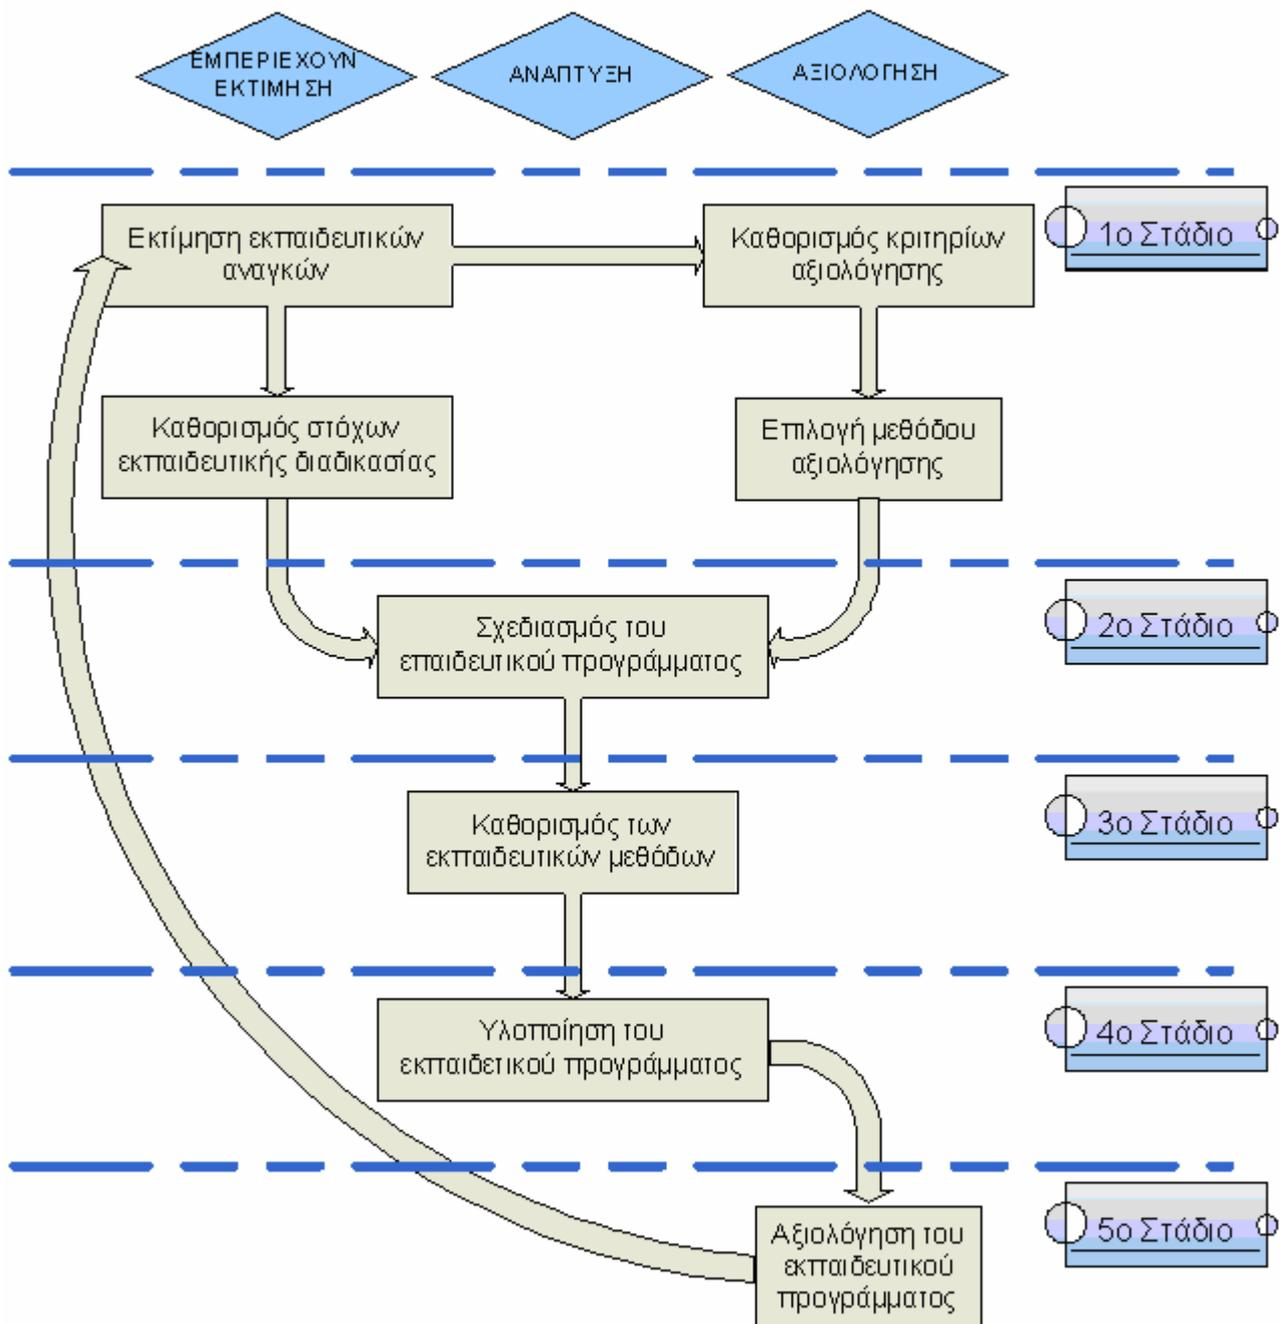 ΕΜΠΕΡΙΕΧΟΥΝ
ΕΚΤΙΜΗΣΗ
ΑΝΑΠΤΥΞΗ
ΑΞΙΟΛΟΓΗΣΗ
Εκτίμηση εκπαιδευτικών
αναγκών
Καθορισμός κριτηρίων
αξιολόγησης
1ο Στάδιο
Καθορισμός στόχων
εκπαιδευτικής διαδικασίας
Επιλογή μεθόδου
αξιολόγησης
Σχεδιασμός του
επαιδευτικού προγράμματος
2ο Στάδιο
Καθορισμός των
εκπαιδευτικών μεθόδων
3ο Στάδιο
Υλοποίηση του
εκπαιδετικού προγράμματος
4ο Στάδιο
Αξιολόγηση του
εκπαιδευτικού
προγράμματος
5ο Στάδιο